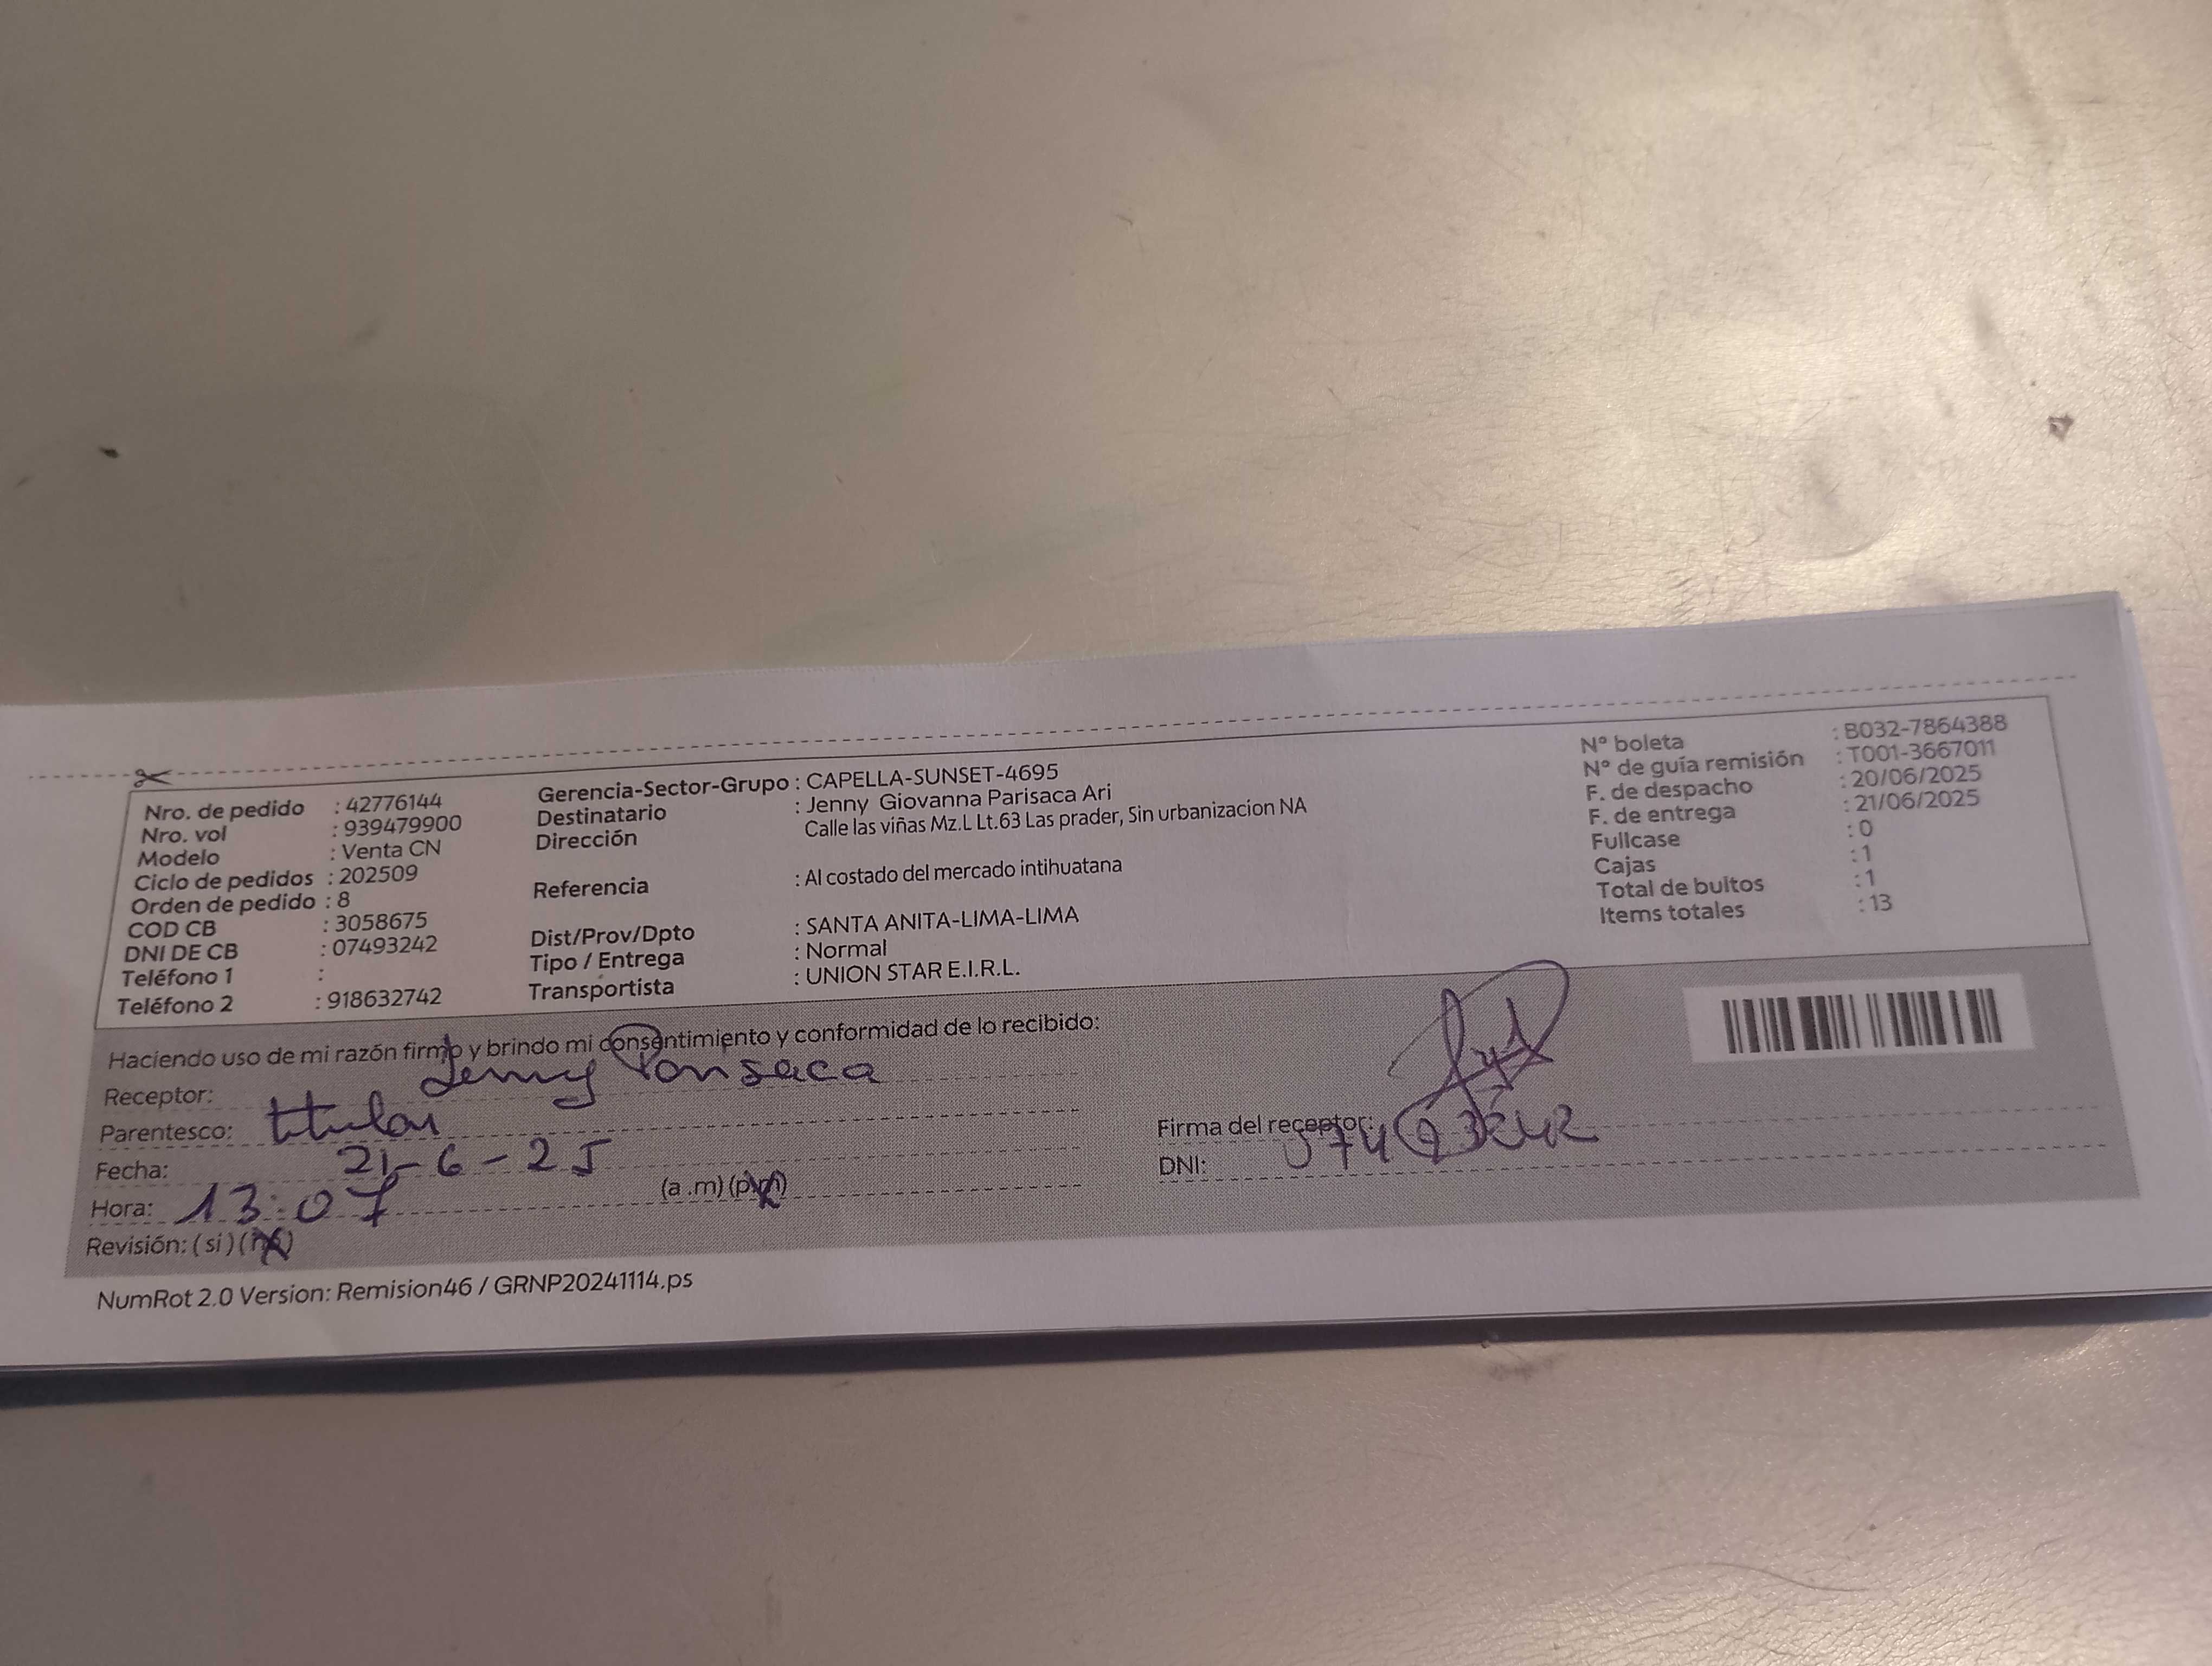 Nro. de pedido : 42776144
Nro. vol : 939479900
Modelo : Venta CN
Ciclo de pedidos : 202509
Orden de pedido : 8
COD CB : 3058675
DNI DE CB : 07493242
Teléfono 1 :
Teléfono 2 : 918632742
Gerencia-Sector-Grupo : CAPELLA-SUNSET-4695
Destinatario : Jenny Giovanna Parisaca Ari
Dirección Calle las viñas Mz.L Lt.63 Las prader, Sin urbanizacion NA
Referencia : Al costado del mercado intihuatana
Dist/Prov/Dpto : SANTA ANITA-LIMA-LIMA
Tipo / Entrega : Normal
Transportista : UNION STAR E.I.R.L.
N° boleta : B032-7864388
N° de guía remisión : T001-3667011
F. de despacho : 20/06/2025
F. de entrega : 21/06/2025
Fullcase : 0
Cajas : 1
Total de bultos : 1
Items totales : 13
Haciendo uso de mi razón firmo y brindo mi consentimiento y conformidad de lo recibido:
Receptor: Jenny
Parentesco: titular
Fecha: 21-6-25
Hora: 13:07 (a .m) (p.m)
Revisión: (si) (no)
Firma del receptor:
DNI: 07493242
NumRot 2.0 Version: Remision46 / GRNP20241114.ps